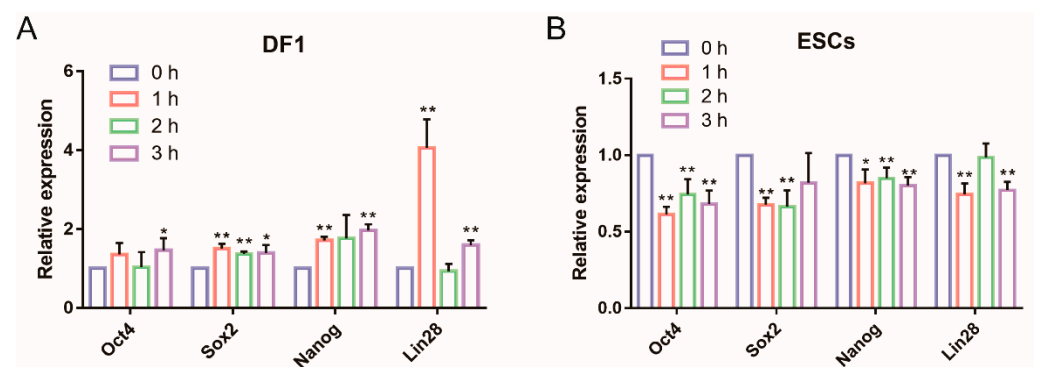 A
DF1
0 h
1 h
2 h
3 h
Relative expression
6
4
2
0
*
** ** *
** **
** **
Oct4
Sox2
Nanog
Lin28
B
ESCs
0 h
1 h
2 h
3 h
Relative expression
1.5
1.0
0.5
0.0
** ** **
** **
* ** **
** **
Oct4
Sox2
Nanog
Lin28